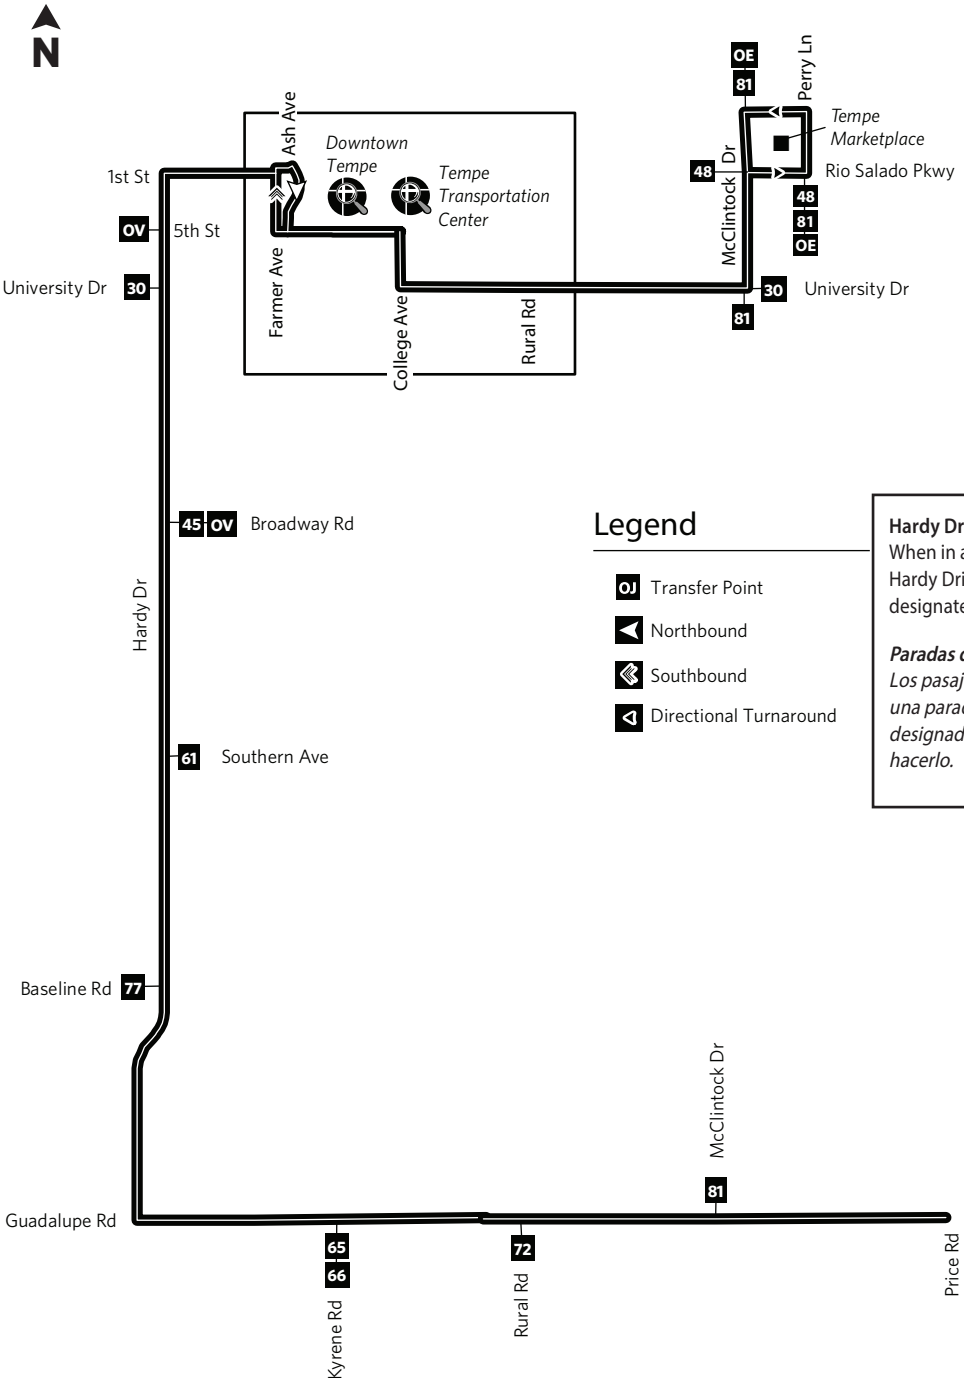 N
Ash Ave
Downtown
Tempe
Tempe
Transportation
Center
1st St
OV
5th St
University Dr
30
Farmer Ave
College Ave
Rural Rd
OE
81
Perry Ln
Tempe
Marketplace
48
McClintock Dr
Rio Salado Pkwy
48
81
OE
30
University Dr
81
45 OV Broadway Rd
Hardy Dr
61 Southern Ave
Baseline Rd 77
Guadalupe Rd
65
66
Kyrene Rd
72
Rural Rd
McClintock Dr
81
Price Rd
Legend
OJ Transfer Point
Northbound
Southbound
Directional Turnaround
Hardy Dr
When in a
Hardy Dri
designate
Paradas d
Los pasaj
una parad
designad
hacerlo.